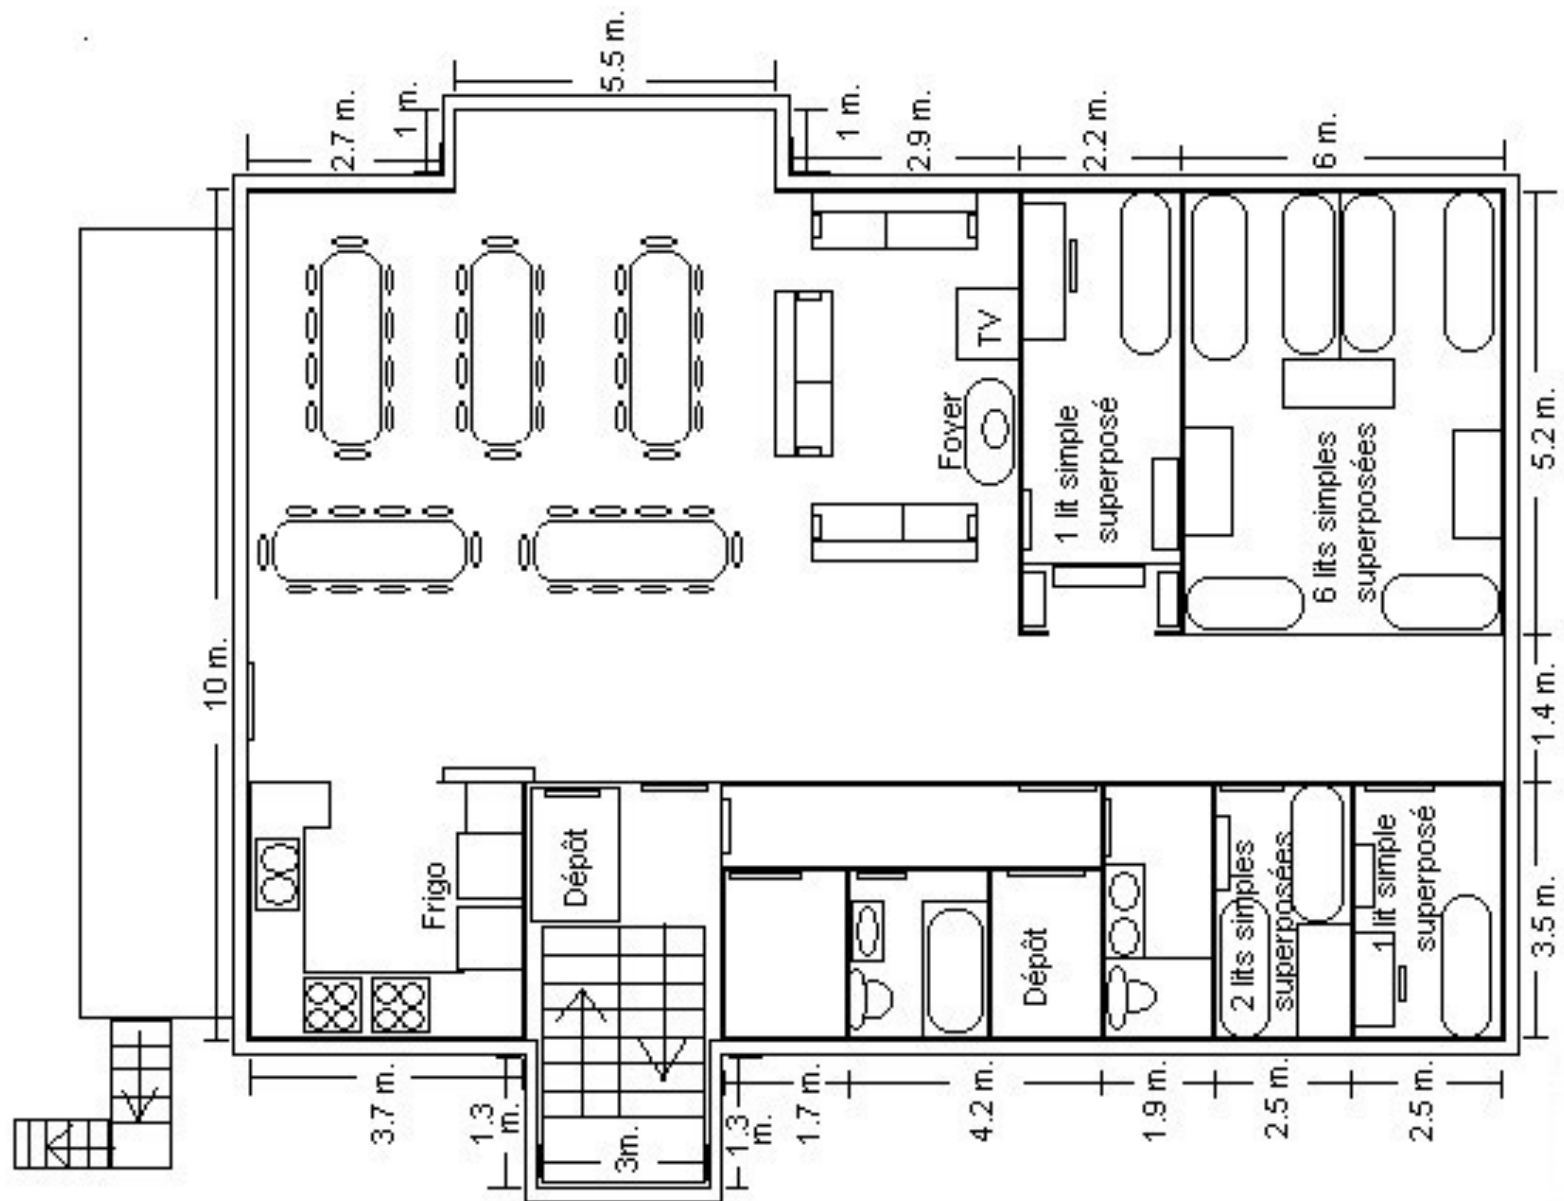 5.5 m.
2.7 m.
1 m.
1 m.
2.9 m.
2.2 m.
6 m.
10 m.
TV
Foyer
1 lit simple
superposé
6 lits simples
superposées
5.2 m.
1.4 m.
3.5 m.
Frigo
Dépôt
Dépôt
2 lits simples
superposées
1 lit simple
superposé
3.7 m.
1.3
m.
3m.
1.3
m.
1.7 m.
4.2 m.
1.9 m.
2.5 m.
2.5 m.